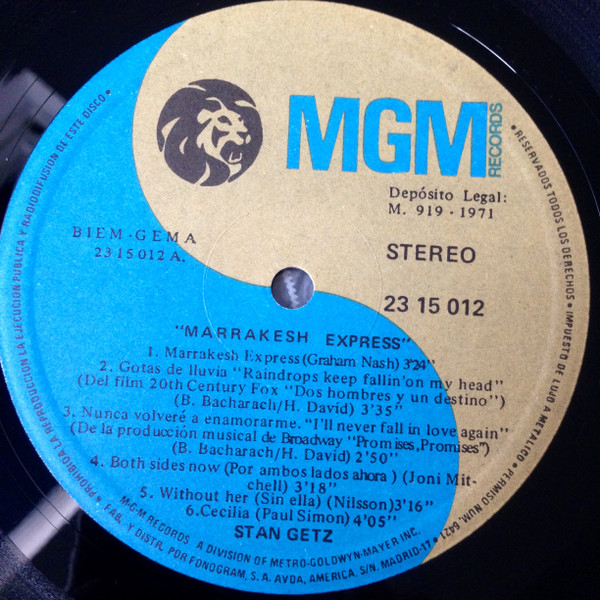 MGM
RECORDS
Depósito Legal:
M. 919 - 1971
BIEM-GEMA
23 15 012 A.
STEREO
23 15 012
"MARRAKESH EXPRESS"
1. Marrakesh Express (Graham Nash) 3'24"
2. Gotas de lluvia "Raindrops keep fallin'on my head"
(Del film 20th Century Fox "Dos hombres y un destino")
(B. Bacharach/H. David) 3'35"
3. Nunca volveré a enamorarme. "I'll never fall in love again"
(De la producción musical de Broadway "Promises, Promises")
(B. Bacharach/H. David) 2'50"
4. Both sides now (Por ambos lados ahora ) (Joni Mit-
chell) 3'18"
5. Without her (Sin ella) (Nilsson) 3'16"
6. Cecilia (Paul Simon) 4'05"
STAN GETZ
M-G-M RECORDS A DIVISION OF METRO-GOLDWYN-MAYER INC.
• FAB. Y DISTR. POR FONOGRAM, S. A. AVDA, AMERICA, S/N. MADRID-17 •
PROHIBIDA LA REPRODUCCION LA EJECUCION PUBLICA Y RADIODIFUSION DE ESTE DISCO •
• RESERVADOS TODOS LOS DERECHOS • IMPUESTO DE LUJO A METALICO • PERMISO NUM. 6421